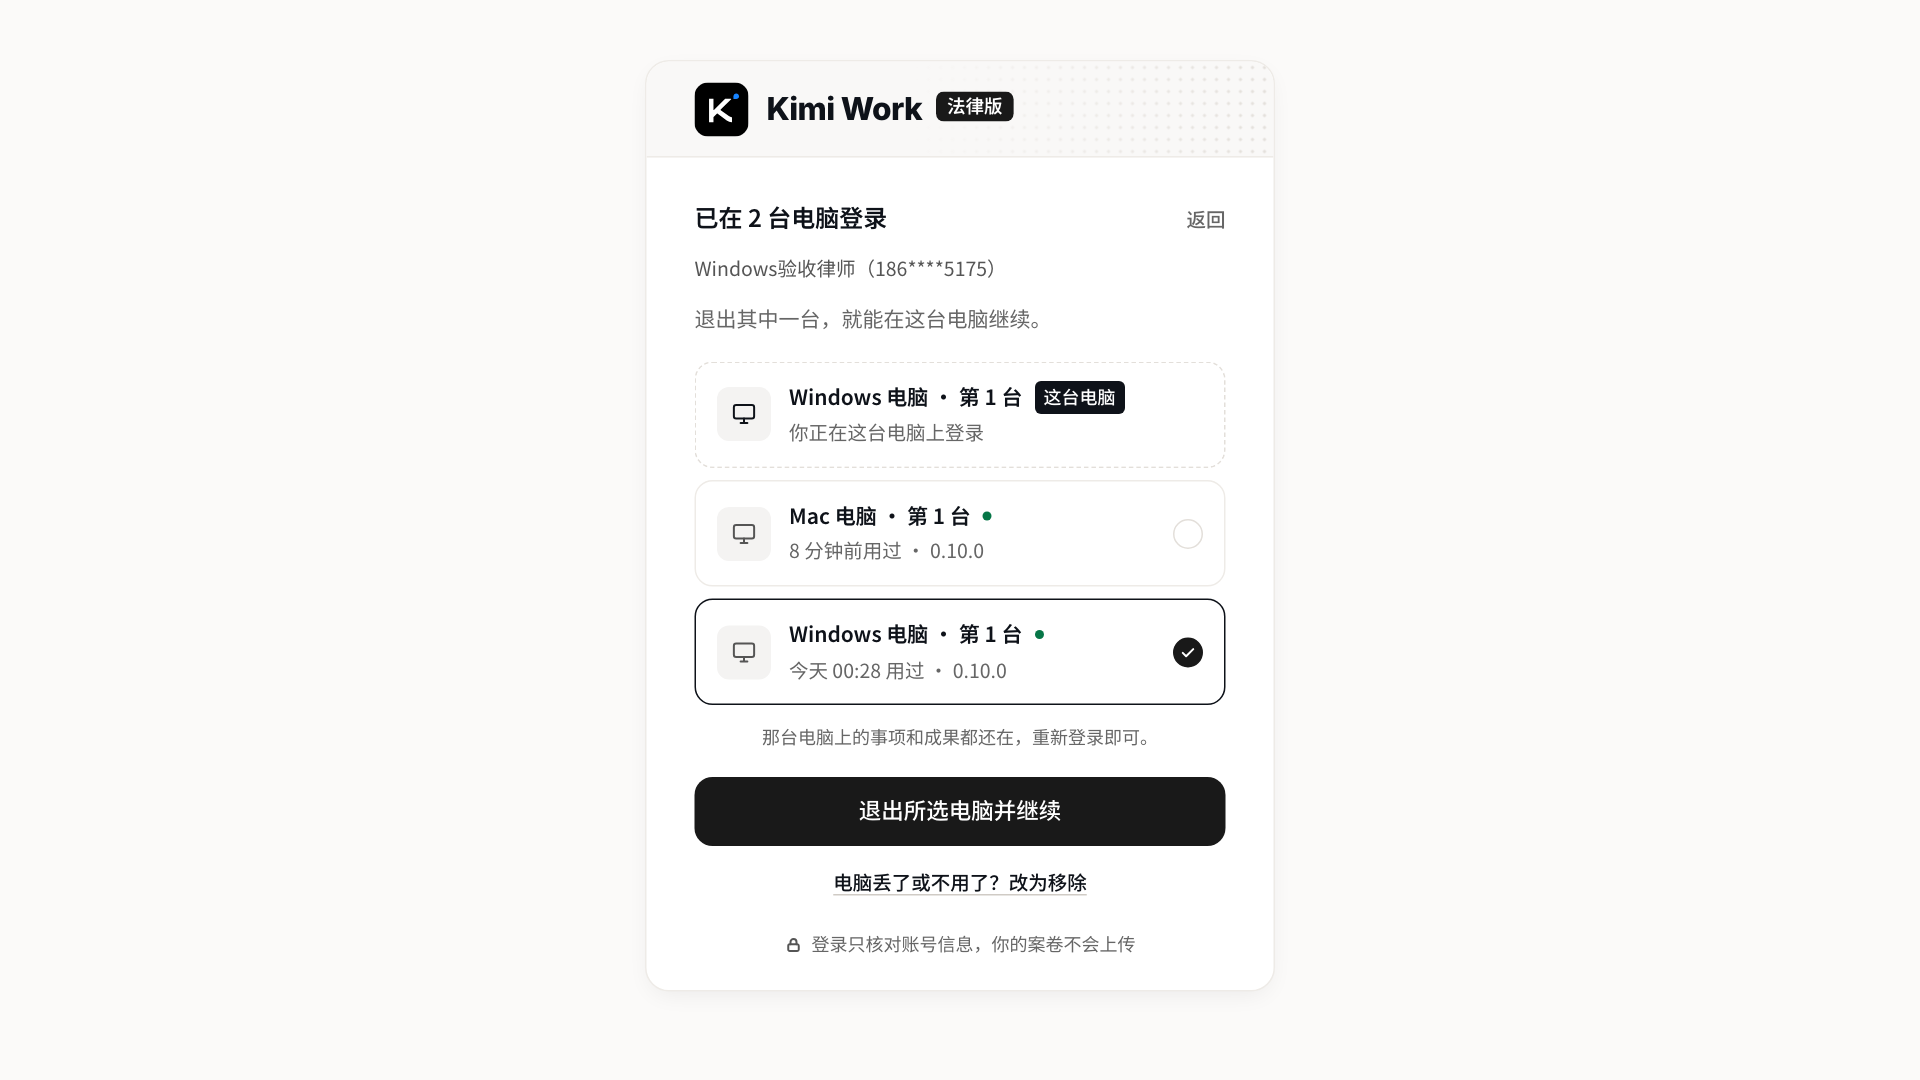 Kimi Work 法律版
已在 2 台电脑登录 返回
Windows验收律师（186****5175）
退出其中一台，就能在这台电脑继续。
Windows 电脑 · 第 1 台 这台电脑
你正在这台电脑上登录
Mac 电脑 · 第 1 台
8 分钟前用过 · 0.10.0
Windows 电脑 · 第 1 台
今天 00:28 用过 · 0.10.0
那台电脑上的事项和成果都还在，重新登录即可。
退出所选电脑并继续
电脑丢了或不用了？改为移除
登录只核对账号信息，你的案卷不会上传